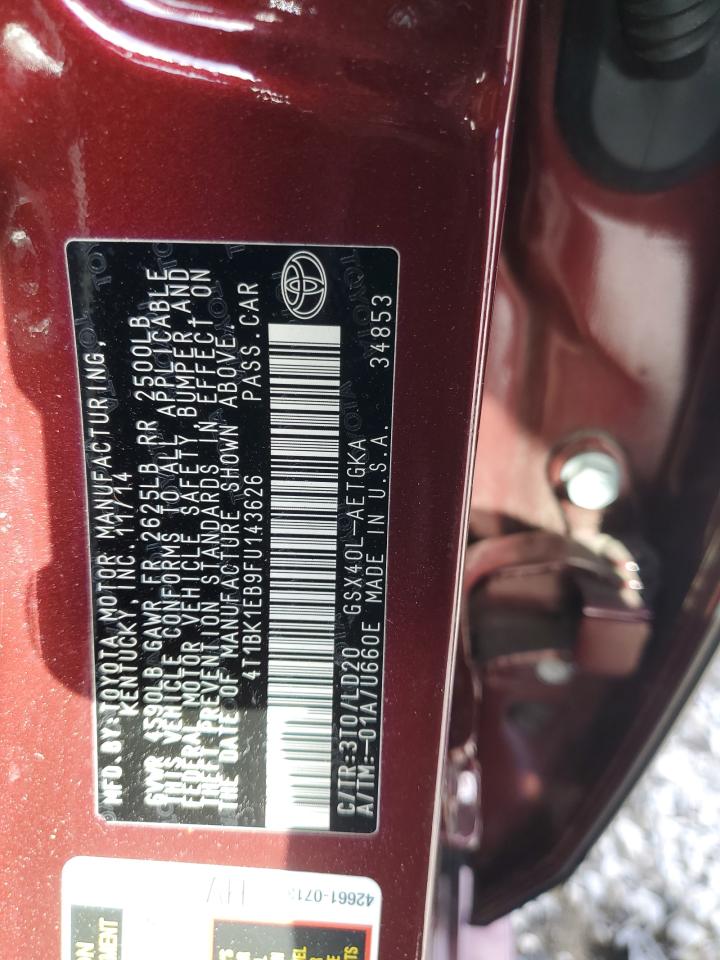 MFD. BY:TOYOTA MOTOR MANUFACTURING,
KENTUCKY, INC. 11/14
GVWR 4590LB GAWR FR 2625LB RR 2500LB
THIS VEHICLE CONFORMS TO ALL APPLICABLE
FEDERAL MOTOR VEHICLE SAFETY, BUMPER, AND
THEFT PREVENTION STANDARDS IN EFFECT ON
THE DATE OF MANUFACTURE SHOWN ABOVE.
4T1BK1EB9FU143626 PASS. CAR
C/TR:3T0/LD20 GSX40L-AETGKA
A/TM:-01A/U660E MADE IN U.S.A. 34853
42661-071